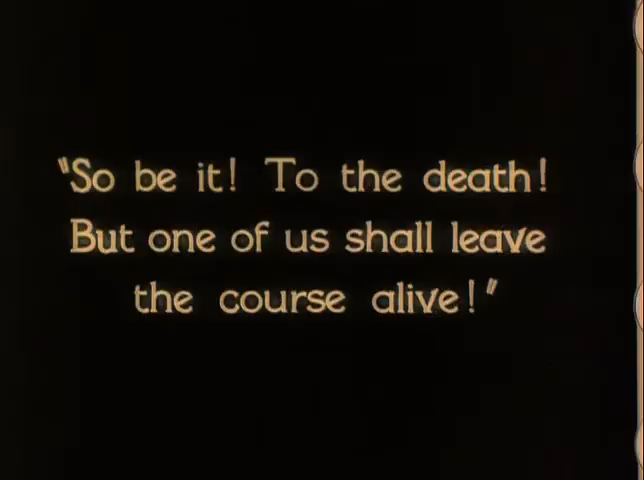 "So be it! To the death!
But one of us shall leave
the course alive!"